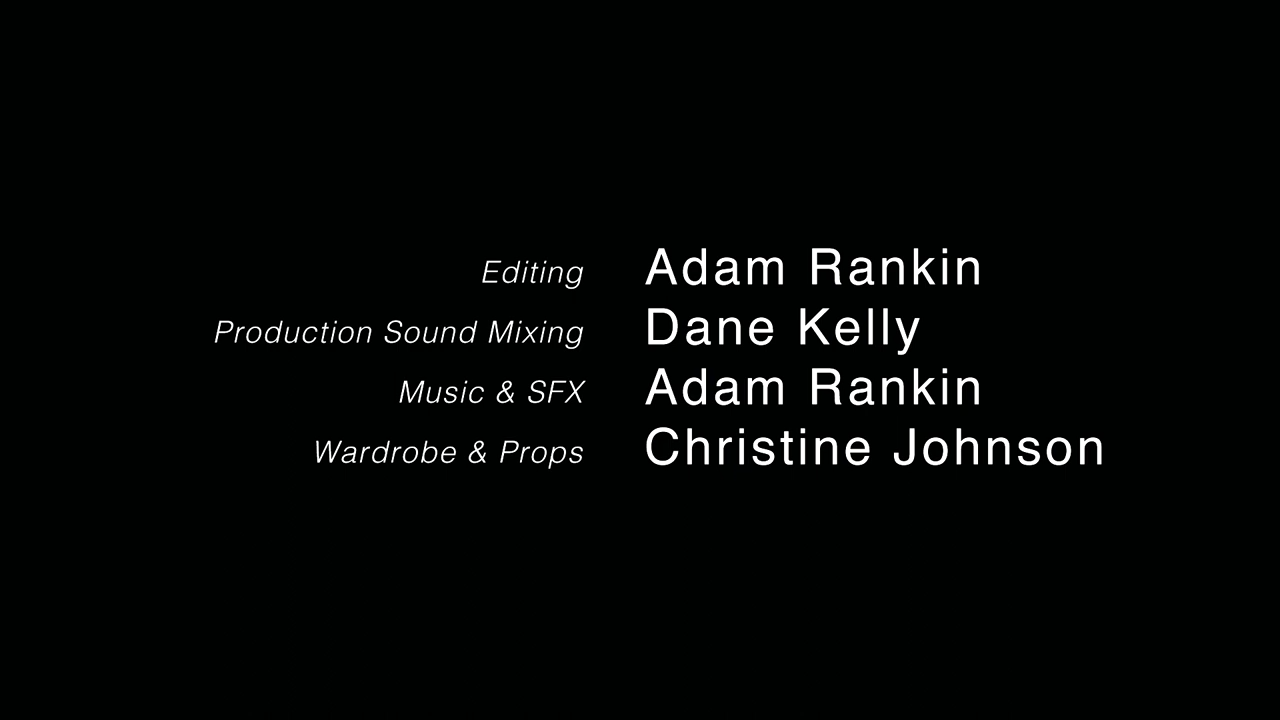 Editing Adam Rankin
Production Sound Mixing Dane Kelly
Music & SFX Adam Rankin
Wardrobe & Props Christine Johnson